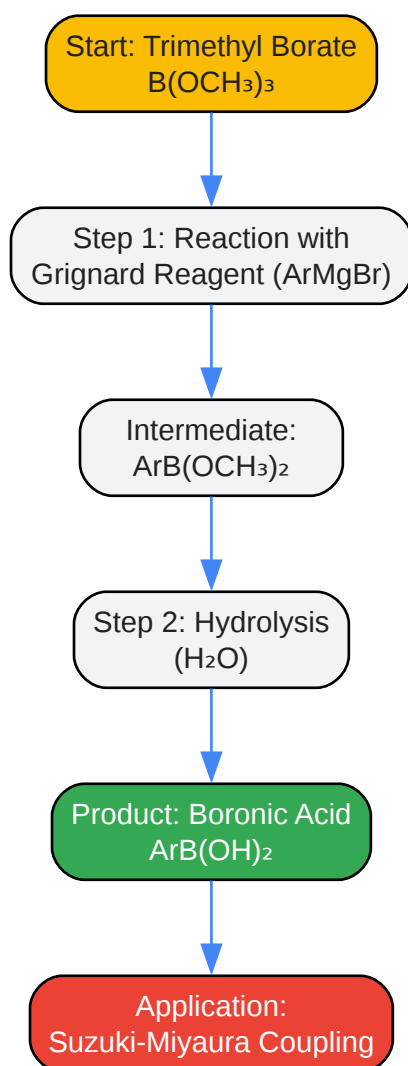 Start: Trimethyl Borate
B(OCH₃)₃
Step 1: Reaction with
Grignard Reagent (ArMgBr)
Intermediate:
ArB(OCH₃)₂
Step 2: Hydrolysis
(H₂O)
Product: Boronic Acid
ArB(OH)₂
Application:
Suzuki-Miyaura Coupling